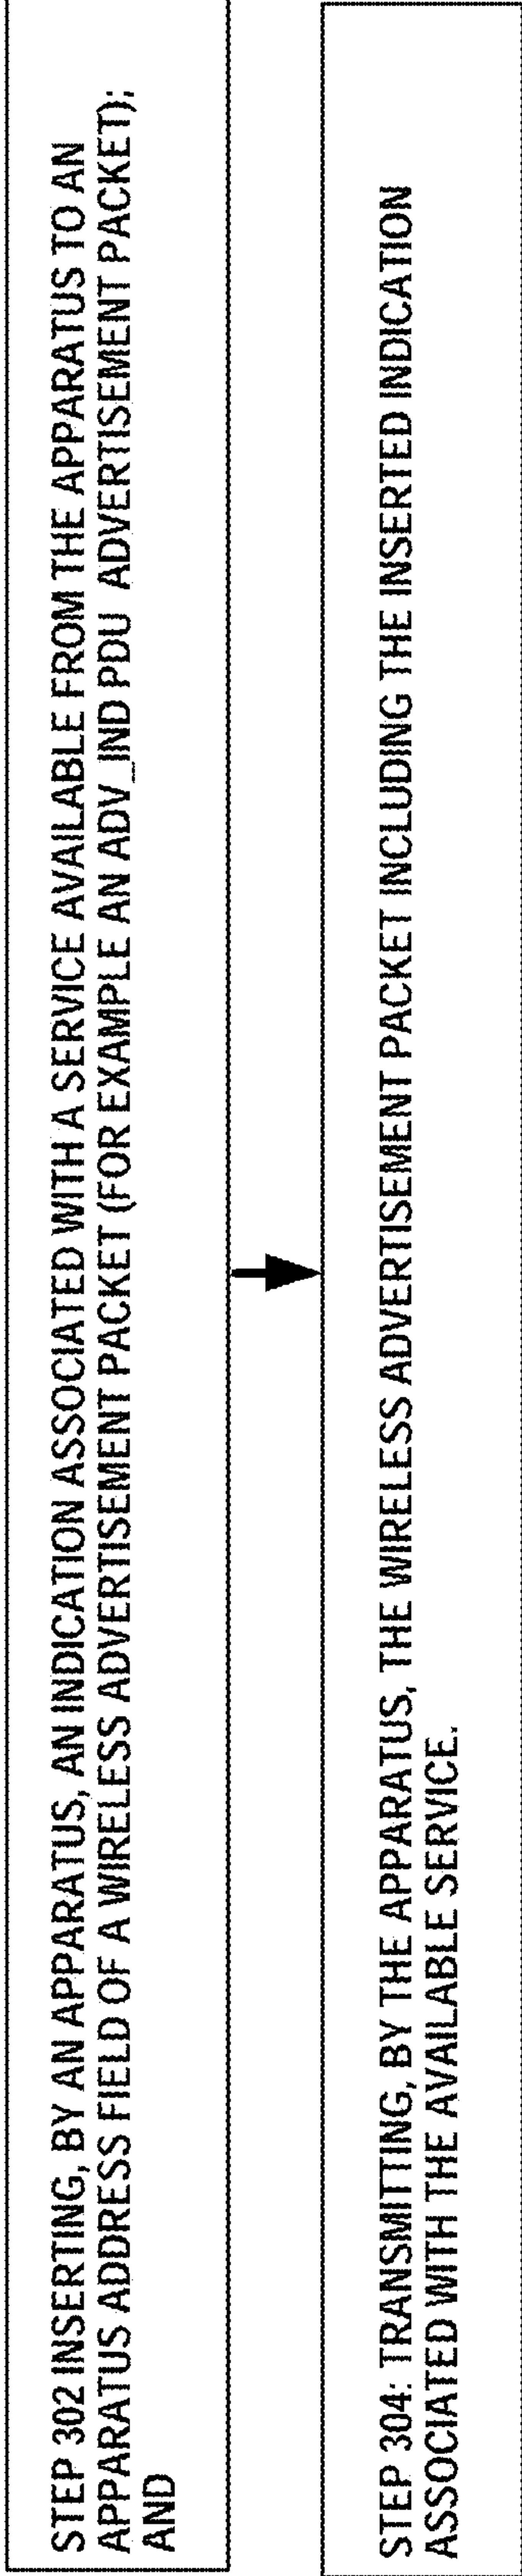 STEP 302 INSERTING, BY AN APPARATUS, AN INDICATION ASSOCIATED WITH A SERVICE AVAILABLE FROM THE APPARATUS TO AN
APPARATUS ADDRESS FIELD OF A WIRELESS ADVERTISEMENT PACKET (FOR EXAMPLE AN ADV_IND PDU ADVERTISEMENT PACKET);
AND
STEP 304: TRANSMITTING, BY THE APPARATUS, THE WIRELESS ADVERTISEMENT PACKET INCLUDING THE INSERTED INDICATION
ASSOCIATED WITH THE AVAILABLE SERVICE.